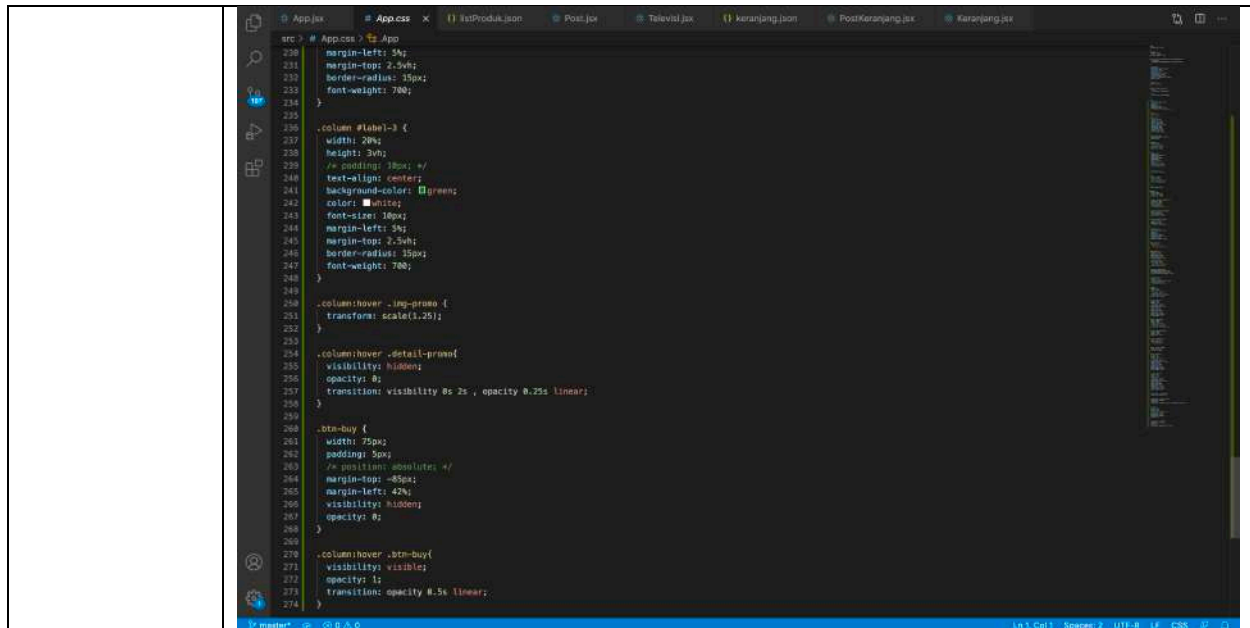 App.jsx # App.css × {} listProduk.json Post.jsx Televisi.jsx {} keranjang.json PostKeranjang.jsx Keranjang.jsx
src > # App.css > .App
230 margin-left: 5%;
231 margin-top: 2.5vh;
232 border-radius: 15px;
233 font-weight: 700;
234 }
235
236 .column #label-3 {
237 width: 20%;
238 height: 3vh;
239 /* padding: 10px; */
240 text-align: center;
241 background-color: green;
242 color: white;
243 font-size: 10px;
244 margin-left: 5%;
245 margin-top: 2.5vh;
246 border-radius: 15px;
247 font-weight: 700;
248 }
249
250 .column:hover .img-promo {
251 transform: scale(1.25);
252 }
253
254 .column:hover .detail-promo{
255 visibility: hidden;
256 opacity: 0;
257 transition: visibility 0s 2s , opacity 0.25s linear;
258 }
259
260 .btn-buy {
261 width: 75px;
262 padding: 5px;
263 /* position: absolute; */
264 margin-top: -85px;
265 margin-left: 42%;
266 visibility: hidden;
267 opacity: 0;
268 }
269
270 .column:hover .btn-buy{
271 visibility: visible;
272 opacity: 1;
273 transition: opacity 0.5s linear;
274 }
master* 0 0 Ln 1, Col 1 Spaces: 2 UTF-8 LF CSS